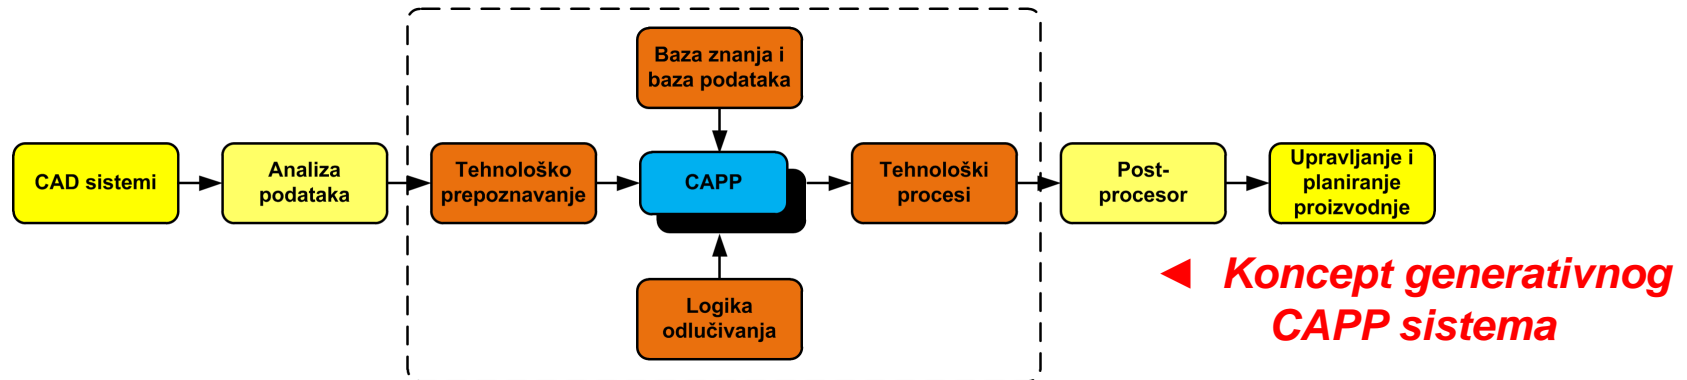 Baza znanja i
baza podataka
CAD sistemi
Analiza
podataka
Tehnološko
prepoznavanje
CAPP
Tehnološki
procesi
Post-
procesor
Upravljanje i
planiranje
proizvodnje
Logika
odlučivanja
◄ Koncept generativnog
CAPP sistema